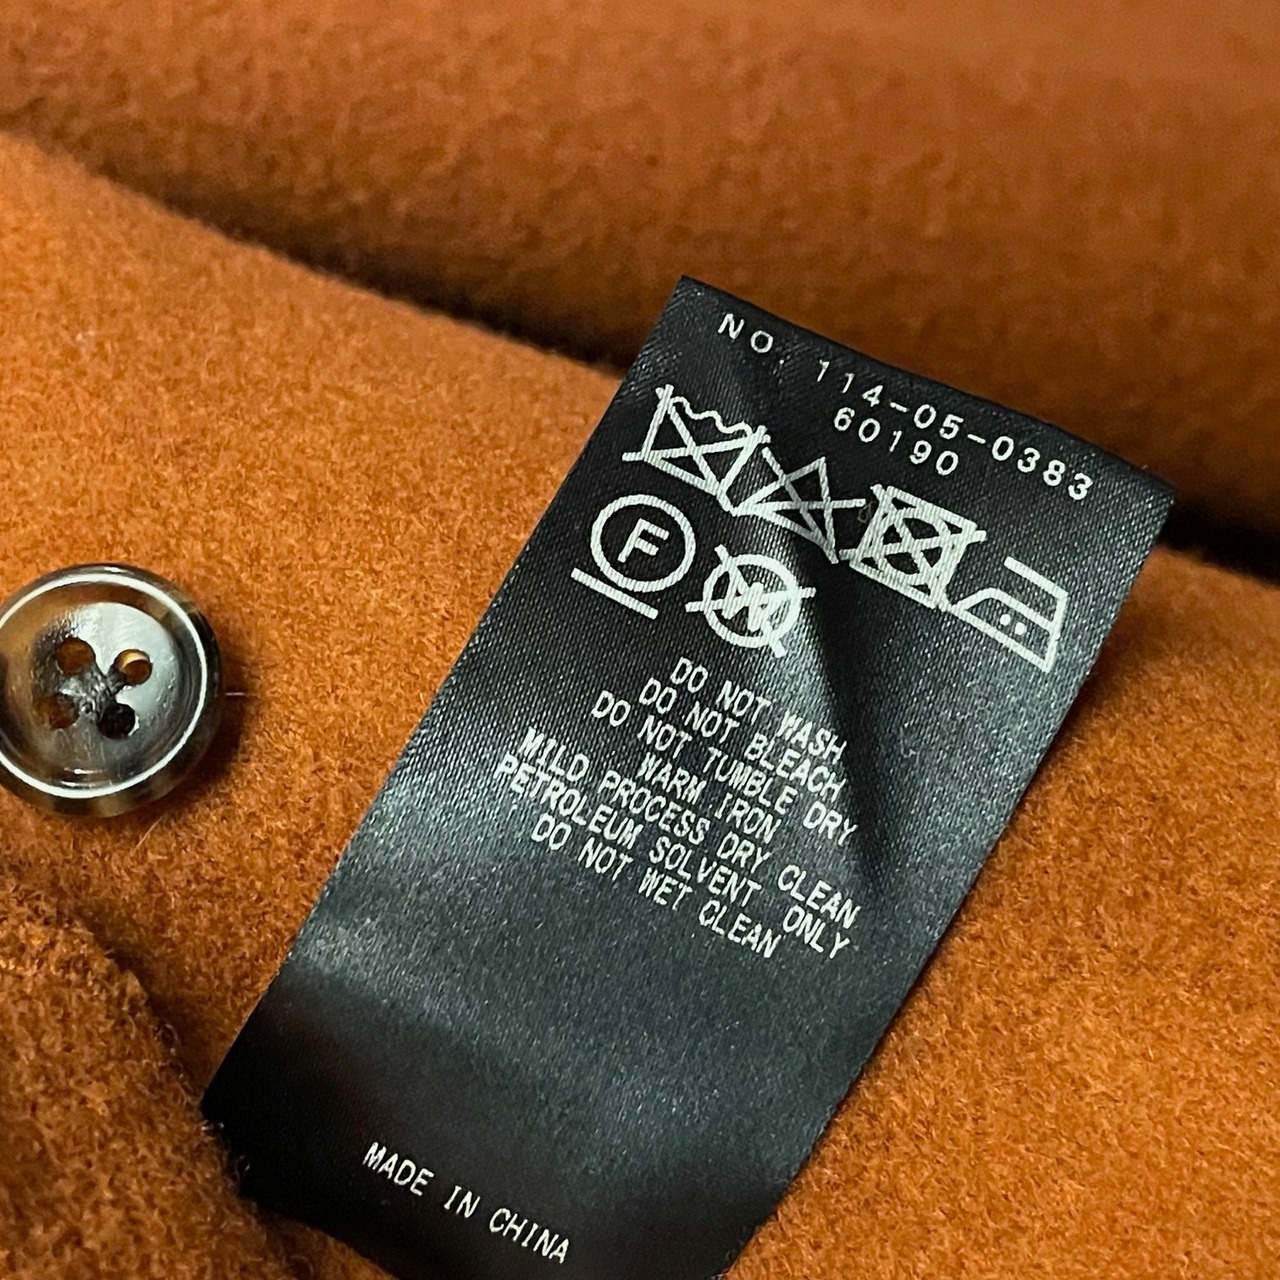 NO. 114-05-0383
60190
F
W
DO NOT WASH
DO NOT BLEACH
DO NOT TUMBLE DRY
WARM IRON
MILD PROCESS DRY CLEAN
PETROLEUM SOLVENT ONLY
DO NOT WET CLEAN
MADE IN CHINA